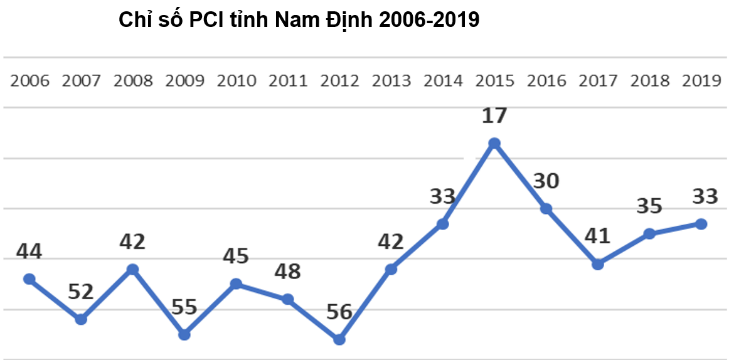 Chỉ số PCI tỉnh Nam Định 2006-2019
2006 2007 2008 2009 2010 2011 2012 2013 2014 2015 2016 2017 2018 2019
44 52 42 55 45 48 56 42 33 17 30 41 35 33